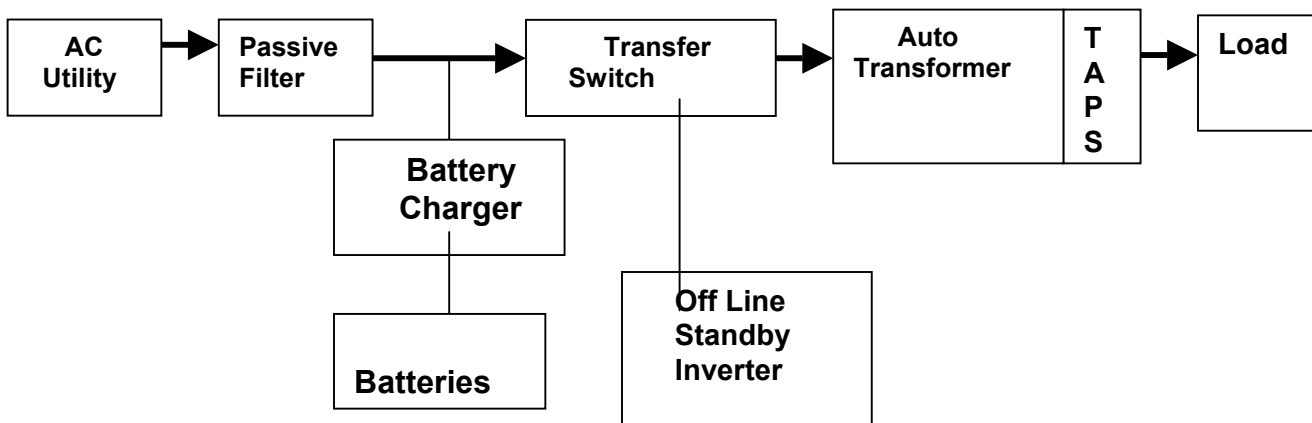 AC
Utility
Passive
Filter
Transfer
Switch
Auto
Transformer
T
A
P
S
Load
Battery
Charger
Batteries
Off Line
Standby
Inverter